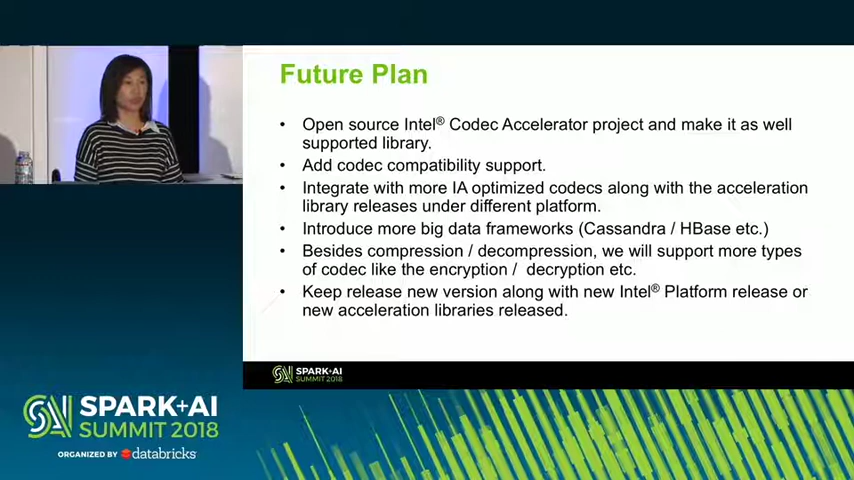 Future Plan
• Open source Intel® Codec Accelerator project and make it as well
supported library.
• Add codec compatibility support.
• Integrate with more IA optimized codecs along with the acceleration
library releases under different platform.
• Introduce more big data frameworks (Cassandra / HBase etc.)
• Besides compression / decompression, we will support more types
of codec like the encryption / decryption etc.
• Keep release new version along with new Intel® Platform release or
new acceleration libraries released.
SPARK+AI
SUMMIT 2018
SPARK+AI
SUMMIT 2018
ORGANIZED BY databricks